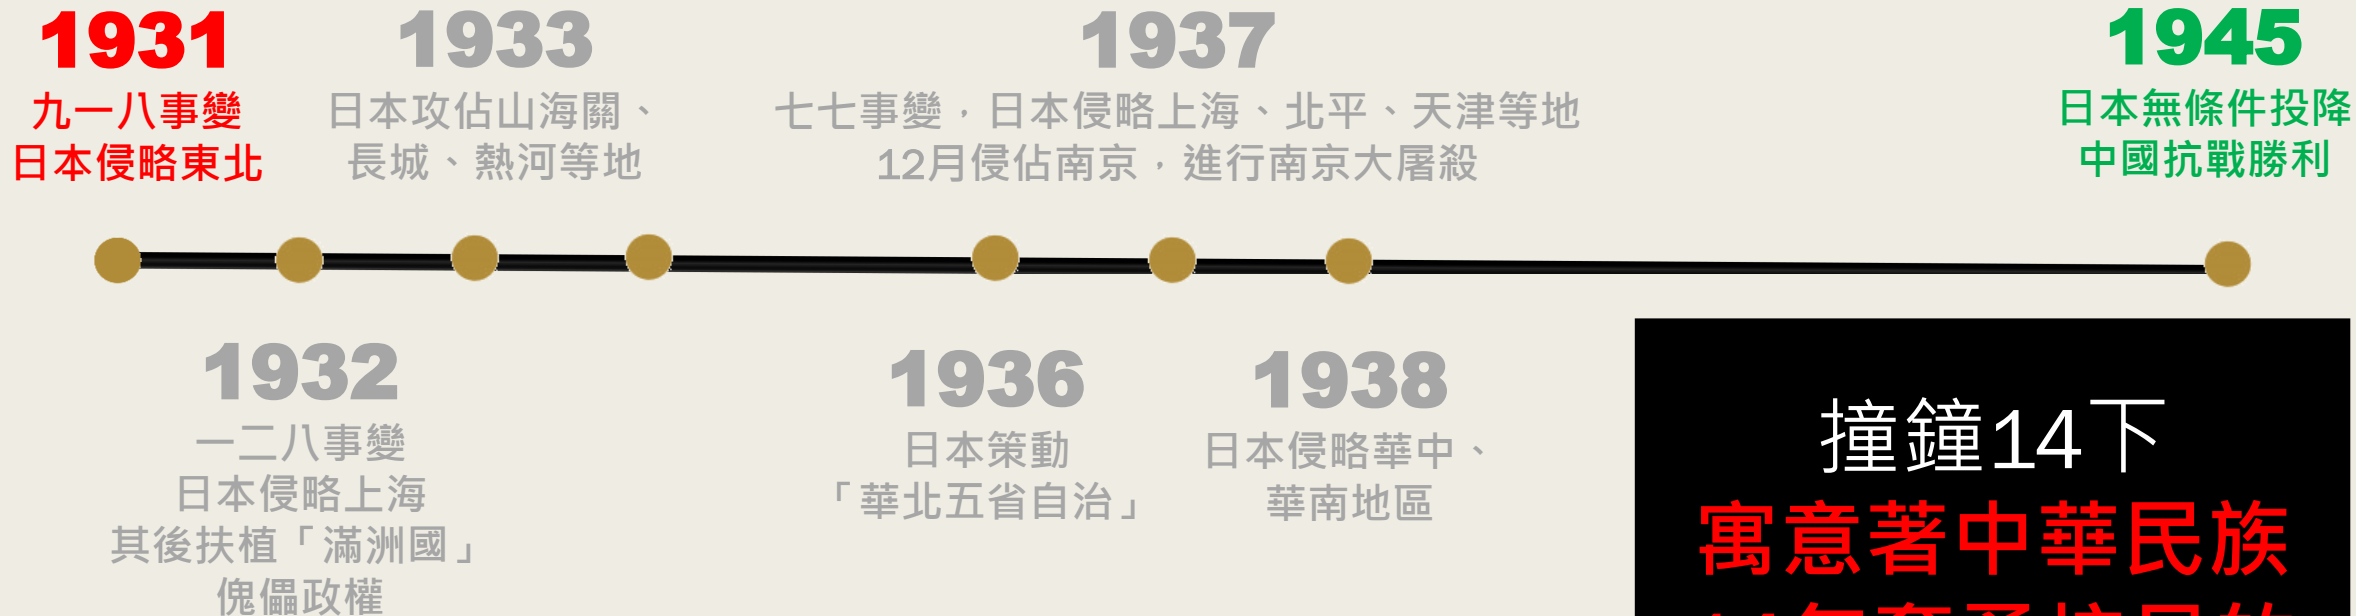 1931
九一八事變
日本侵略東北
1933
日本攻佔山海關、
長城、熱河等地
1937
七七事變，日本侵略上海、北平、天津等地
12月侵佔南京，進行南京大屠殺
1945
日本無條件投降
中國抗戰勝利
1932
一二八事變
日本侵略上海
其後扶植「滿洲國」
傀儡政權
1936
日本策動
「華北五省自治」
1938
日本侵略華中、
華南地區
撞鐘14下
寓意著中華民族